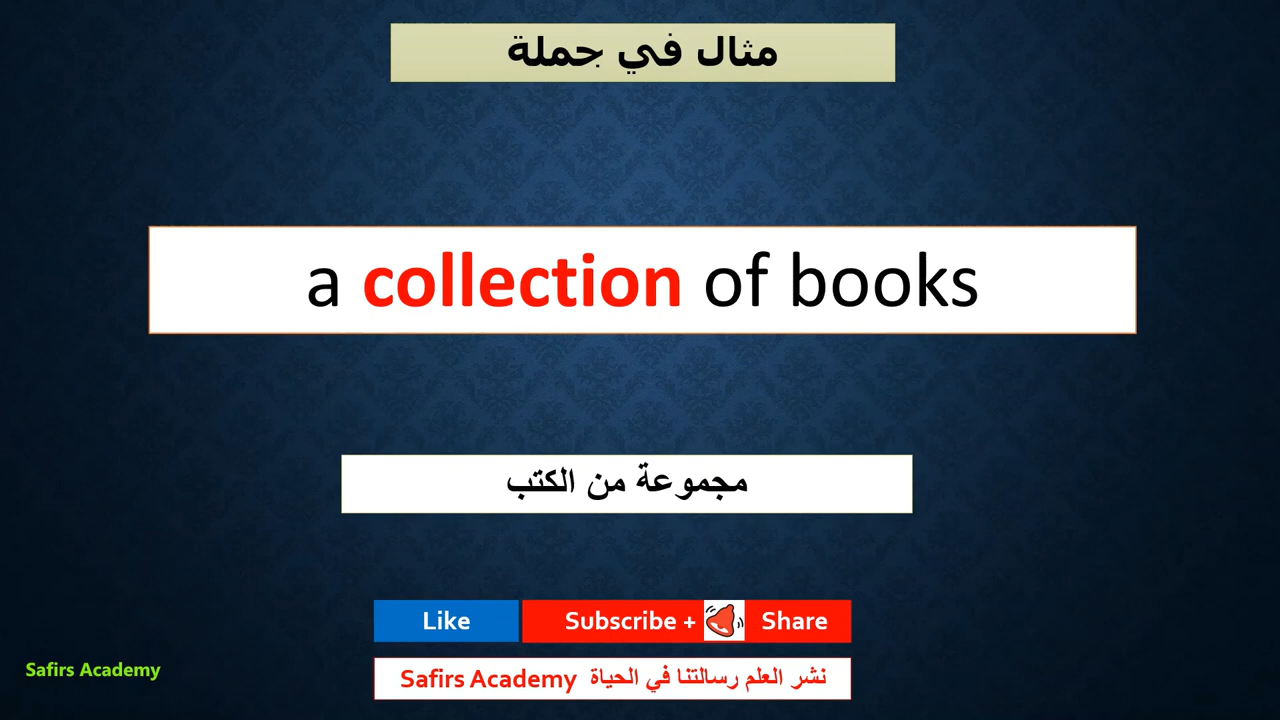 مثال في جملة
a collection of books
مجموعة من الكتب
Like Subscribe + Share
Safirs Academy نشر العلم رسالتنا في الحياة
Safirs Academy